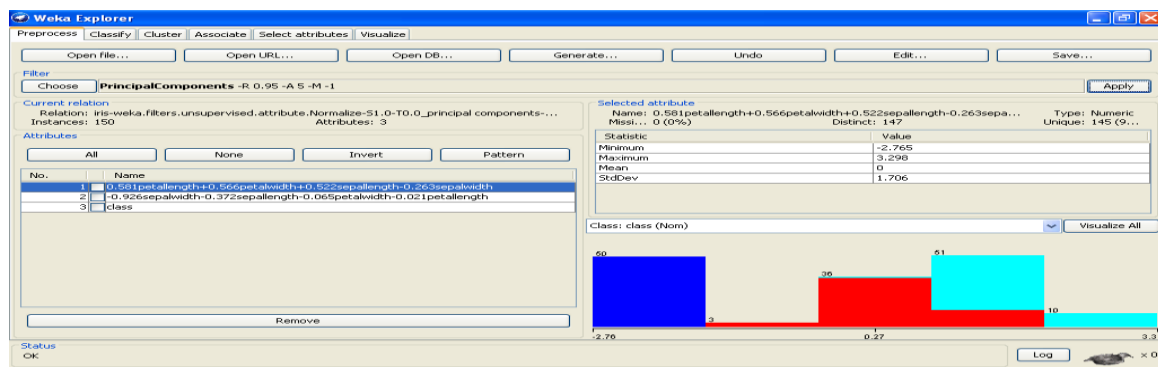 Weka Explorer
Preprocess Classify Cluster Associate Select attributes Visualize
Open file... Open URL... Open DB... Generate... Undo Edit... Save...
Filter
Choose PrincipalComponents -R 0.95 -A 5 -M -1 Apply
Current relation
Relation: iris-weka.filters.unsupervised.attribute.Normalize-S1.0-T0.0_principal components-...
Instances: 150 Attributes: 3
Attributes
All None Invert Pattern
No. Name
1 0.581petallength+0.566petalwidth+0.522sepallength-0.263sepalwidth
2 -0.926sepalwidth-0.372sepallength-0.065petalwidth-0.021petallength
3 class
Remove
Selected attribute
Name: 0.581petallength+0.566petalwidth+0.522sepallength-0.263sepa... Type: Numeric
Missi... 0 (0%) Distinct: 147 Unique: 145 (9...
Statistic Value
Minimum -2.765
Maximum 3.298
Mean 0
StdDev 1.706
Class: class (Nom) Visualize All
50 3 36 51 10
-2.76 0.27 3.3
Status
OK Log x 0